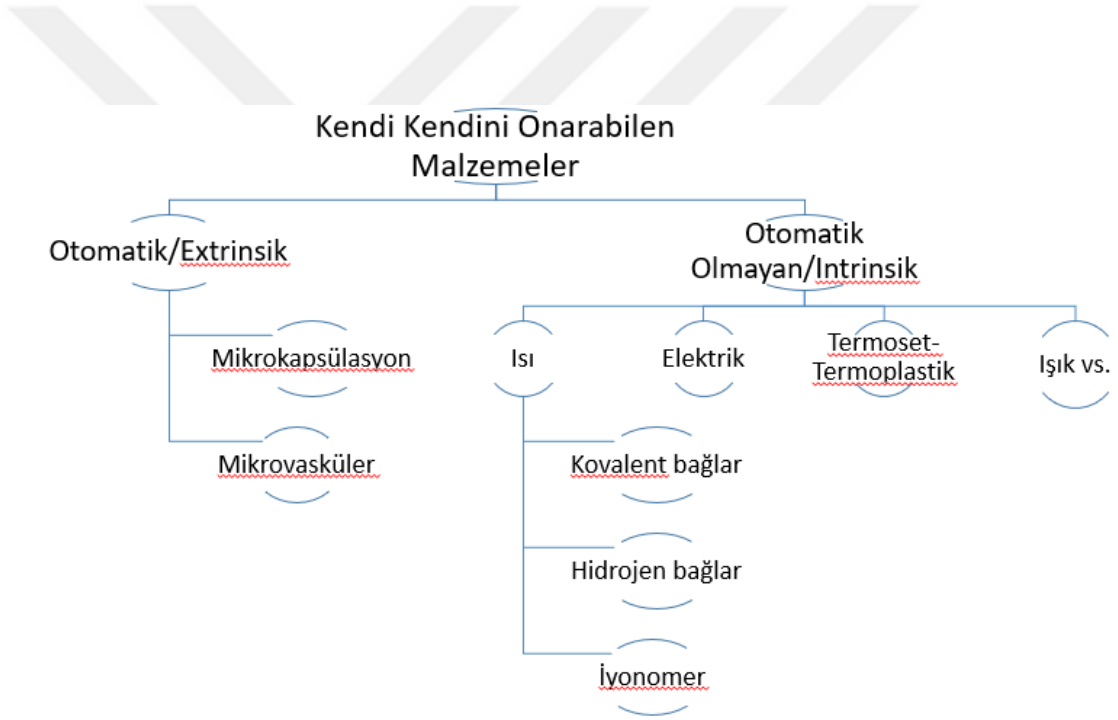 Kendi Kendini Onarabilen
Malzemeler
Otomatik/Extrinsik
Otomatik
Olmayan/Intrinsik
Mikrokapsülasyon
Mikrovasküler
Isı
Elektrik
Termoset-
Termoplastik
Işık vs.
Kovalent bağlar
Hidrojen bağlar
İyonomer